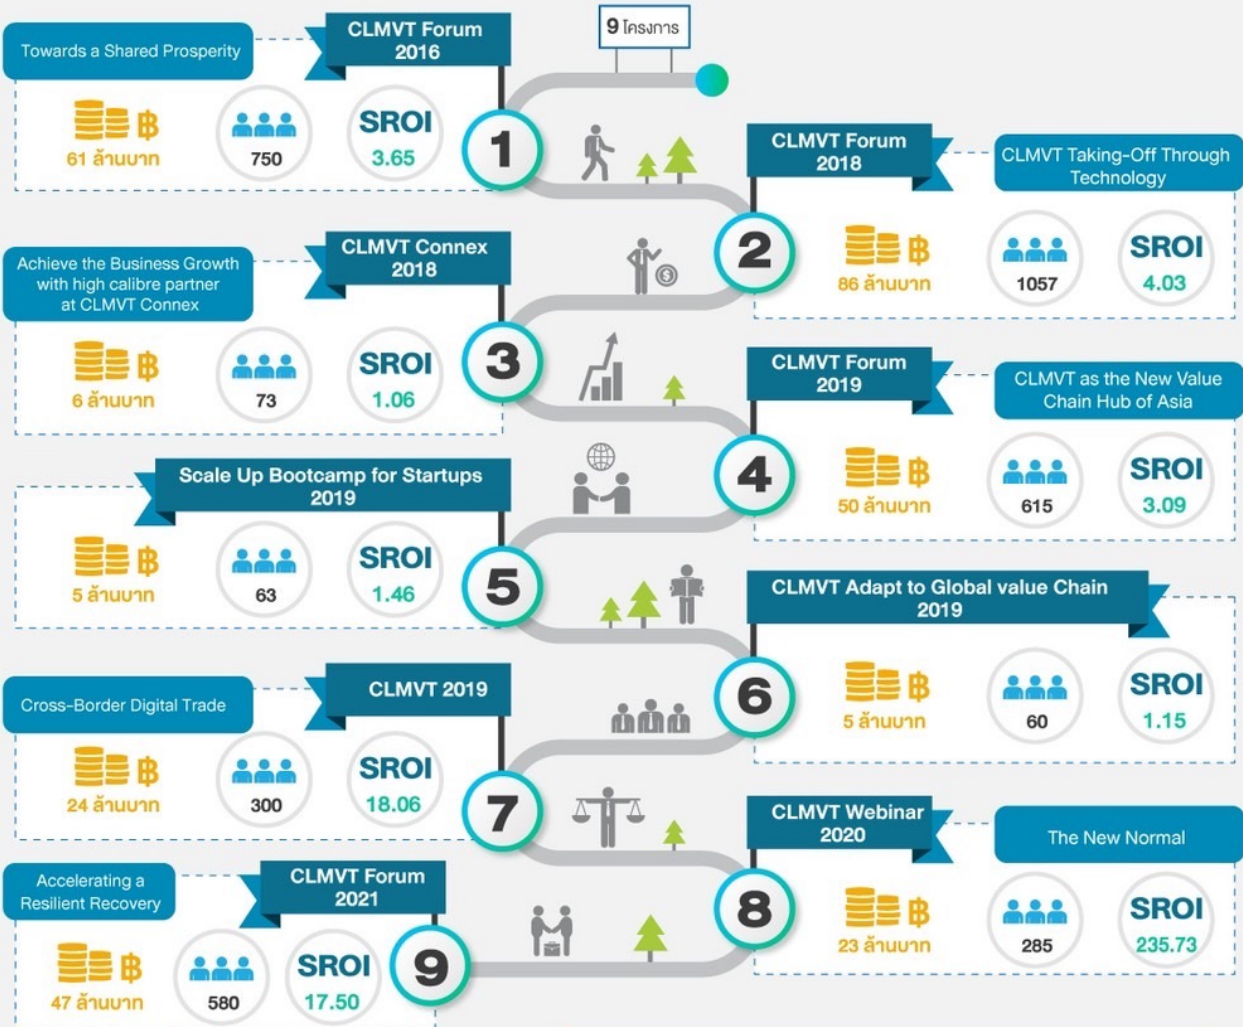 9 โครงการ
CLMVT Forum
2016
Towards a Shared Prosperity
฿
61 ล้านบาท
750
SROI
3.65
1
CLMVT Forum
2018
CLMVT Taking-Off Through
Technology
฿
86 ล้านบาท
1057
SROI
4.03
2
CLMVT Connex
2018
Achieve the Business Growth
with high calibre partner
at CLMVT Connex
฿
6 ล้านบาท
73
SROI
1.06
3
CLMVT Forum
2019
CLMVT as the New Value
Chain Hub of Asia
฿
50 ล้านบาท
615
SROI
3.09
4
Scale Up Bootcamp for Startups
2019
฿
5 ล้านบาท
63
SROI
1.46
5
CLMVT Adapt to Global value Chain
2019
฿
5 ล้านบาท
60
SROI
1.15
6
CLMVT 2019
Cross-Border Digital Trade
฿
24 ล้านบาท
300
SROI
18.06
7
CLMVT Webinar
2020
The New Normal
฿
23 ล้านบาท
285
SROI
235.73
8
CLMVT Forum
2021
Accelerating a
Resilient Recovery
฿
47 ล้านบาท
580
SROI
17.50
9